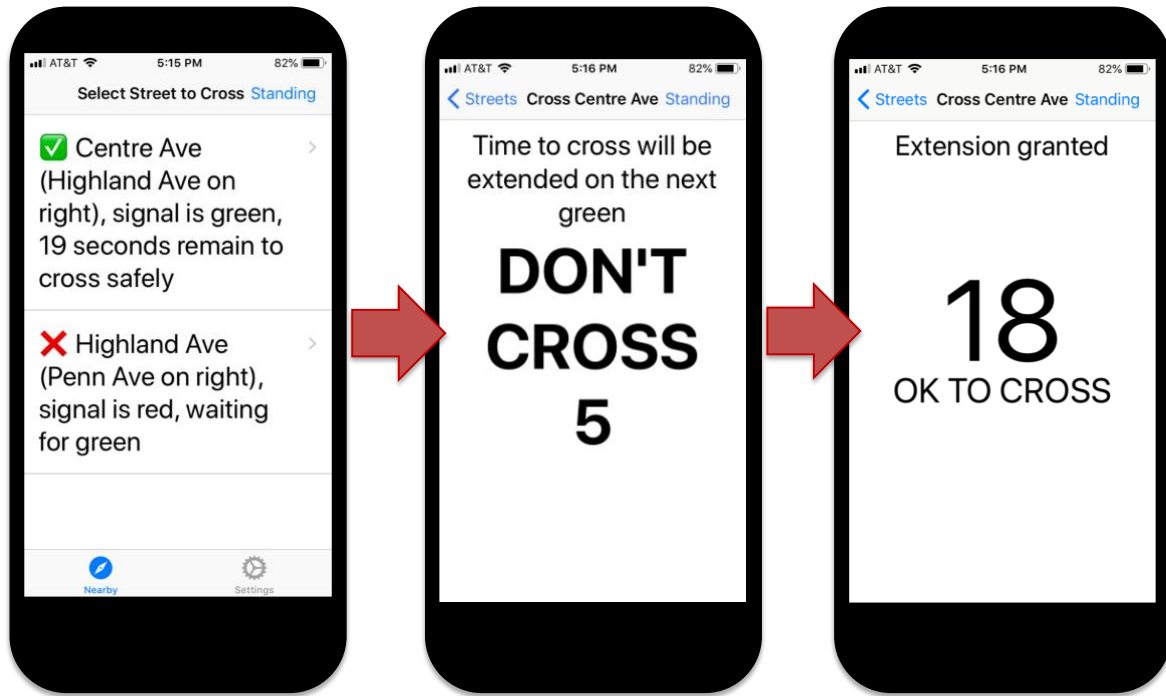 AT&T 5:15 PM 82%
Select Street to Cross Standing
✅ Centre Ave
(Highland Ave on
right), signal is green,
19 seconds remain to
cross safely
❌ Highland Ave
(Penn Ave on right),
signal is red, waiting
for green
Nearby Settings
AT&T 5:16 PM 82%
Streets Cross Centre Ave Standing
Time to cross will be
extended on the next
green
DON'T
CROSS
5
AT&T 5:16 PM 82%
Streets Cross Centre Ave Standing
Extension granted
18
OK TO CROSS